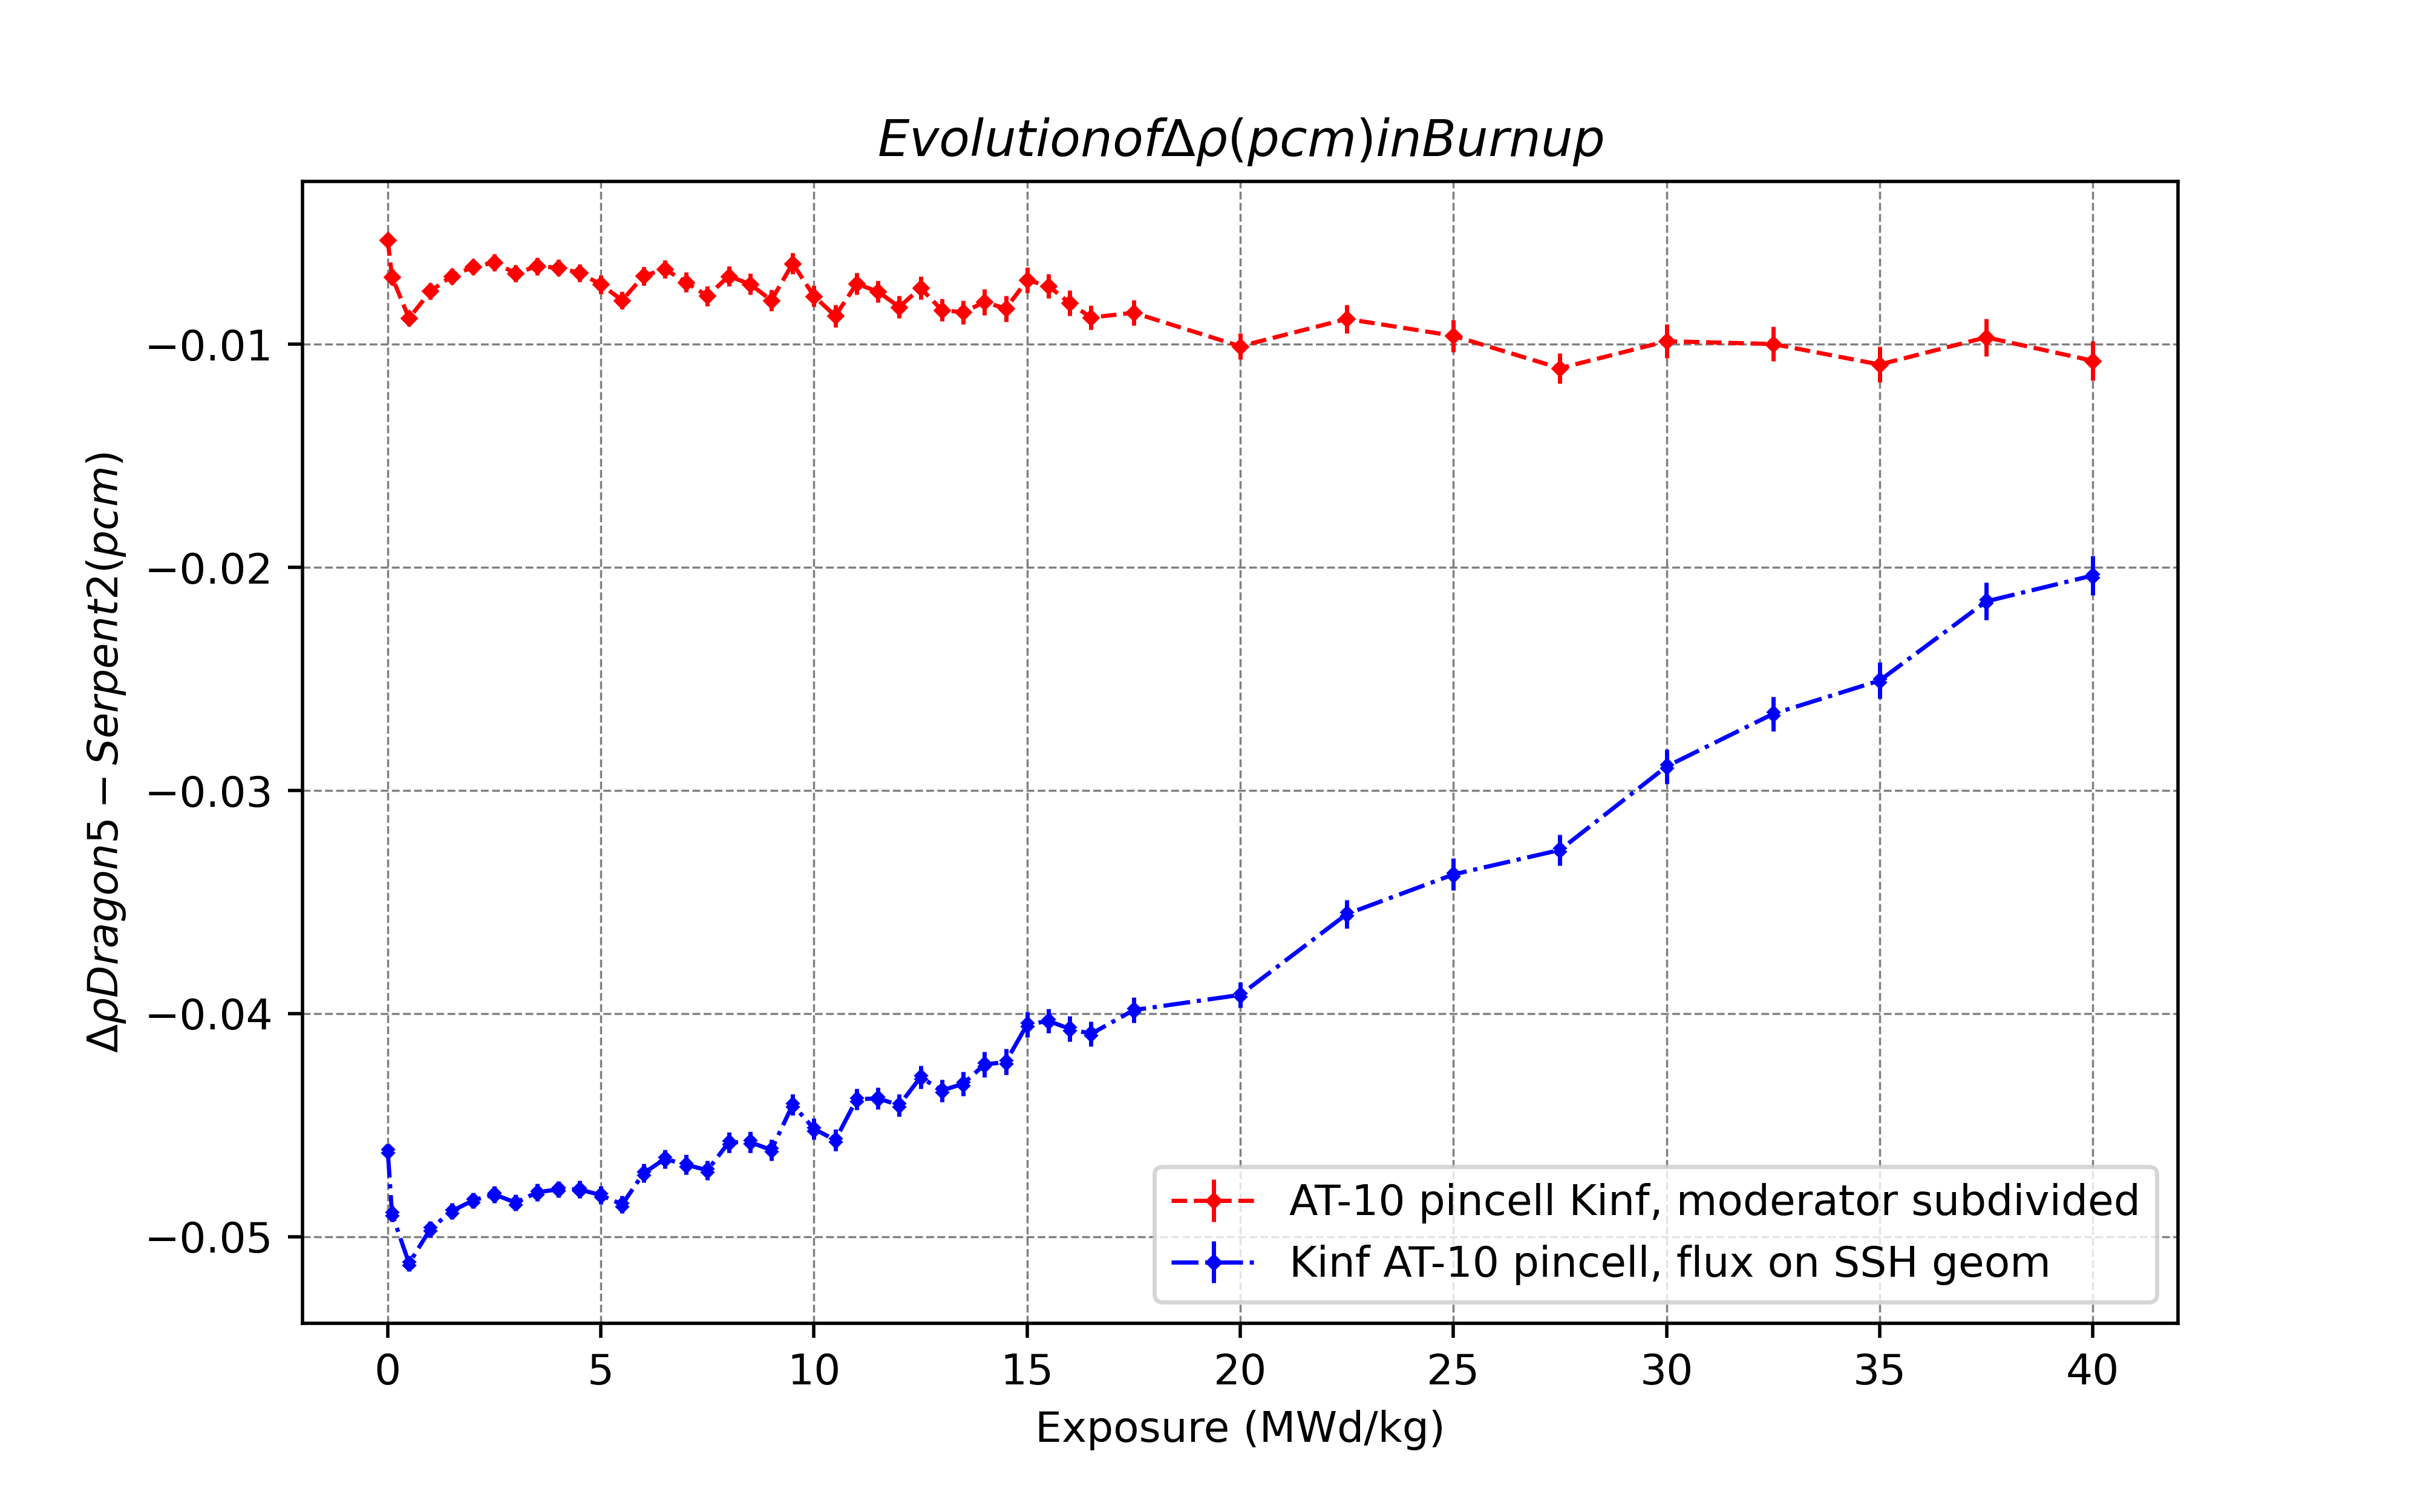 EvolutionofΔρ(pcm)inBurnup
ΔρDragon5−Serpent2(pcm)
−0.01
−0.02
−0.03
−0.04
−0.05
AT-10 pincell Kinf, moderator subdivided
Kinf AT-10 pincell, flux on SSH geom
0 5 10 15 20 25 30 35 40
Exposure (MWd/kg)